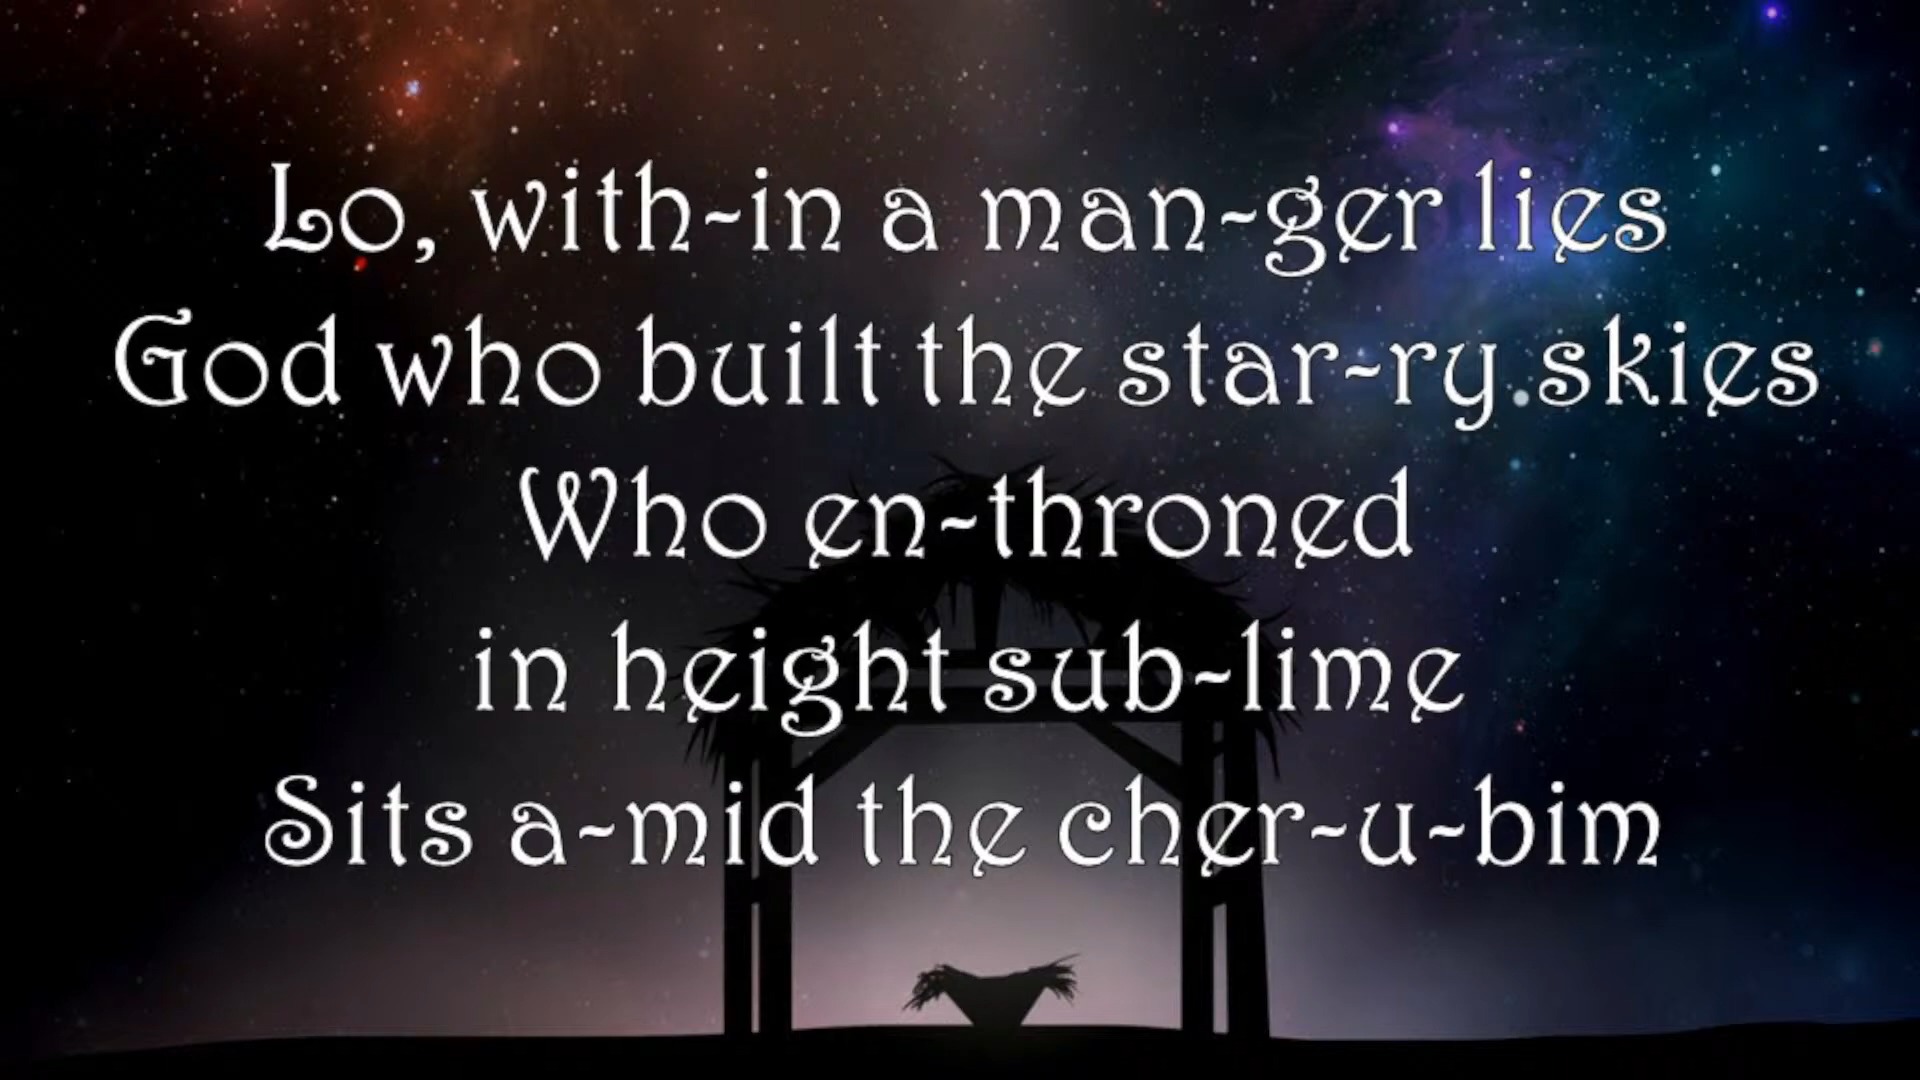 Lo, with-in a man-ger lies
God who built the star-ry skies
Who en-throned
in height sub-lime
Sits a-mid the cher-u-bim